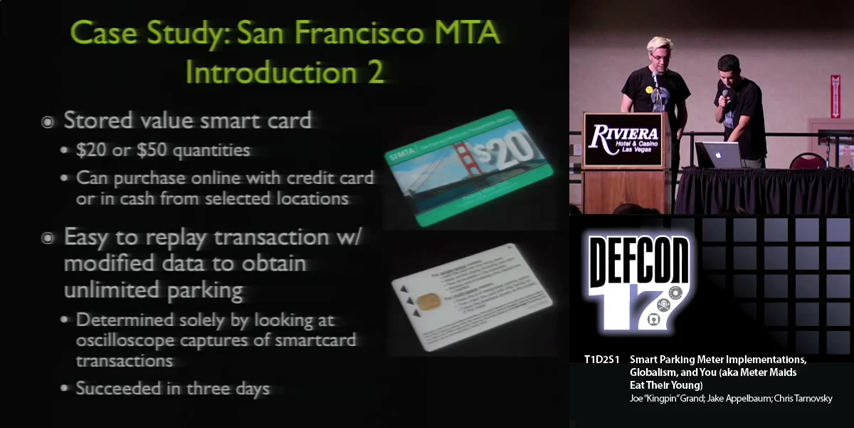 Case Study: San Francisco MTA
Introduction 2
Stored value smart card
$20 or $50 quantities
Can purchase online with credit card
or in cash from selected locations
Easy to replay transaction w/
modified data to obtain
unlimited parking
Determined solely by looking at
oscilloscope captures of smartcard
transactions
Succeeded in three days
SFMTA
$20
RIVIERA
Hotel & Casino
Las Vegas
DEFCON
17
T1D2S1 Smart Parking Meter Implementations,
Globalism, and You (aka Meter Maids
Eat Their Young)
Joe "Kingpin" Grand; Jake Appelbaum; Chris Tarnovsky